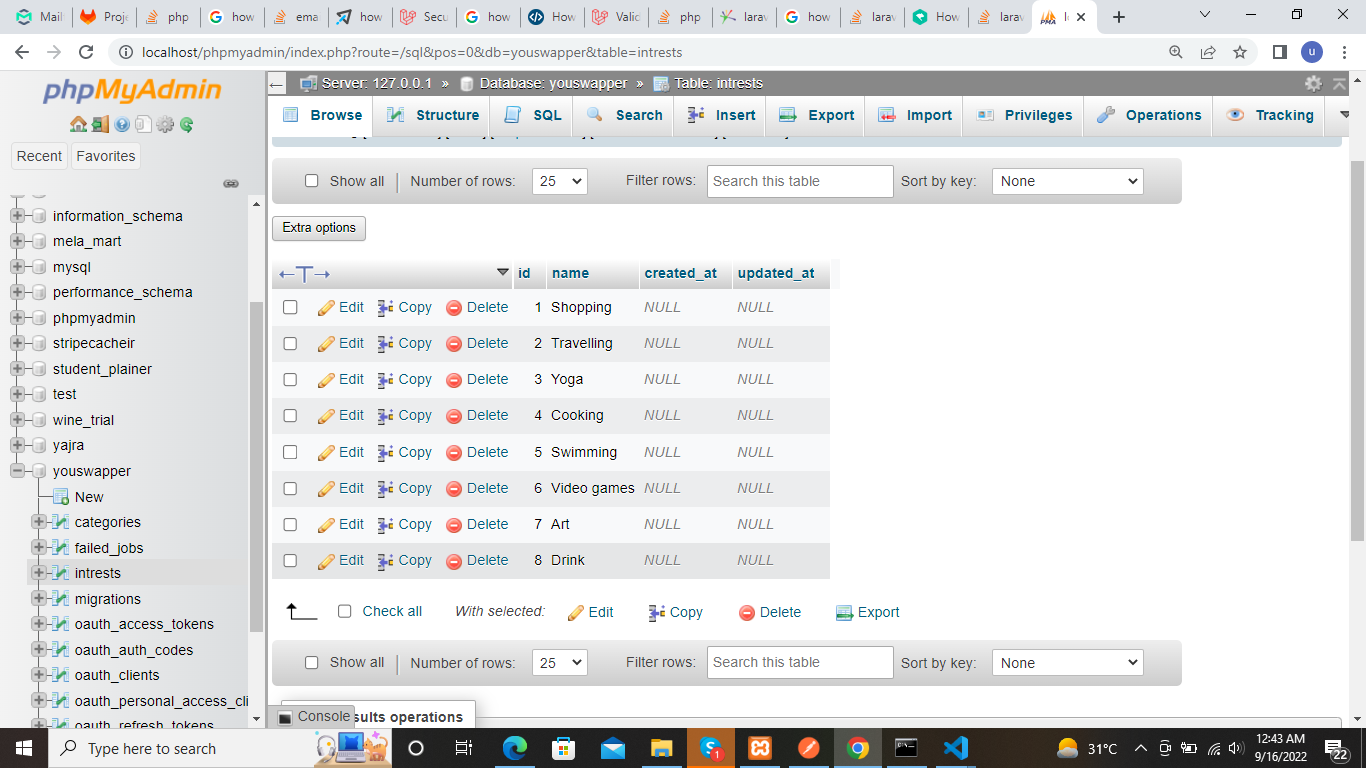 Mail
Proje
php
how
ema
how
Secu
how
How
Valid
php
larav
how
larav
How
larav
localhost/phpmyadmin/index.php?route=/sql&pos=0&db=youswapper&table=intrests
u
phpMyAdmin
Recent Favorites
information_schema
mela_mart
mysql
performance_schema
phpmyadmin
stripecacheir
student_plainer
test
wine_trial
yajra
youswapper
New
categories
failed_jobs
intrests
migrations
oauth_access_tokens
oauth_auth_codes
oauth_clients
oauth_personal_access_cli
oauth_refresh_tokens
Server: 127.0.0.1 » Database: youswapper » Table: intrests
Browse Structure SQL Search Insert Export Import Privileges Operations Tracking
Show all Number of rows: 25 Filter rows: Search this table Sort by key: None
Extra options
id name created_at updated_at
Edit Copy Delete 1 Shopping NULL NULL
Edit Copy Delete 2 Travelling NULL NULL
Edit Copy Delete 3 Yoga NULL NULL
Edit Copy Delete 4 Cooking NULL NULL
Edit Copy Delete 5 Swimming NULL NULL
Edit Copy Delete 6 Video games NULL NULL
Edit Copy Delete 7 Art NULL NULL
Edit Copy Delete 8 Drink NULL NULL
Check all With selected: Edit Copy Delete Export
Show all Number of rows: 25 Filter rows: Search this table Sort by key: None
Console sults operations
Type here to search
1
31°C
12:43 AM
9/16/2022
22